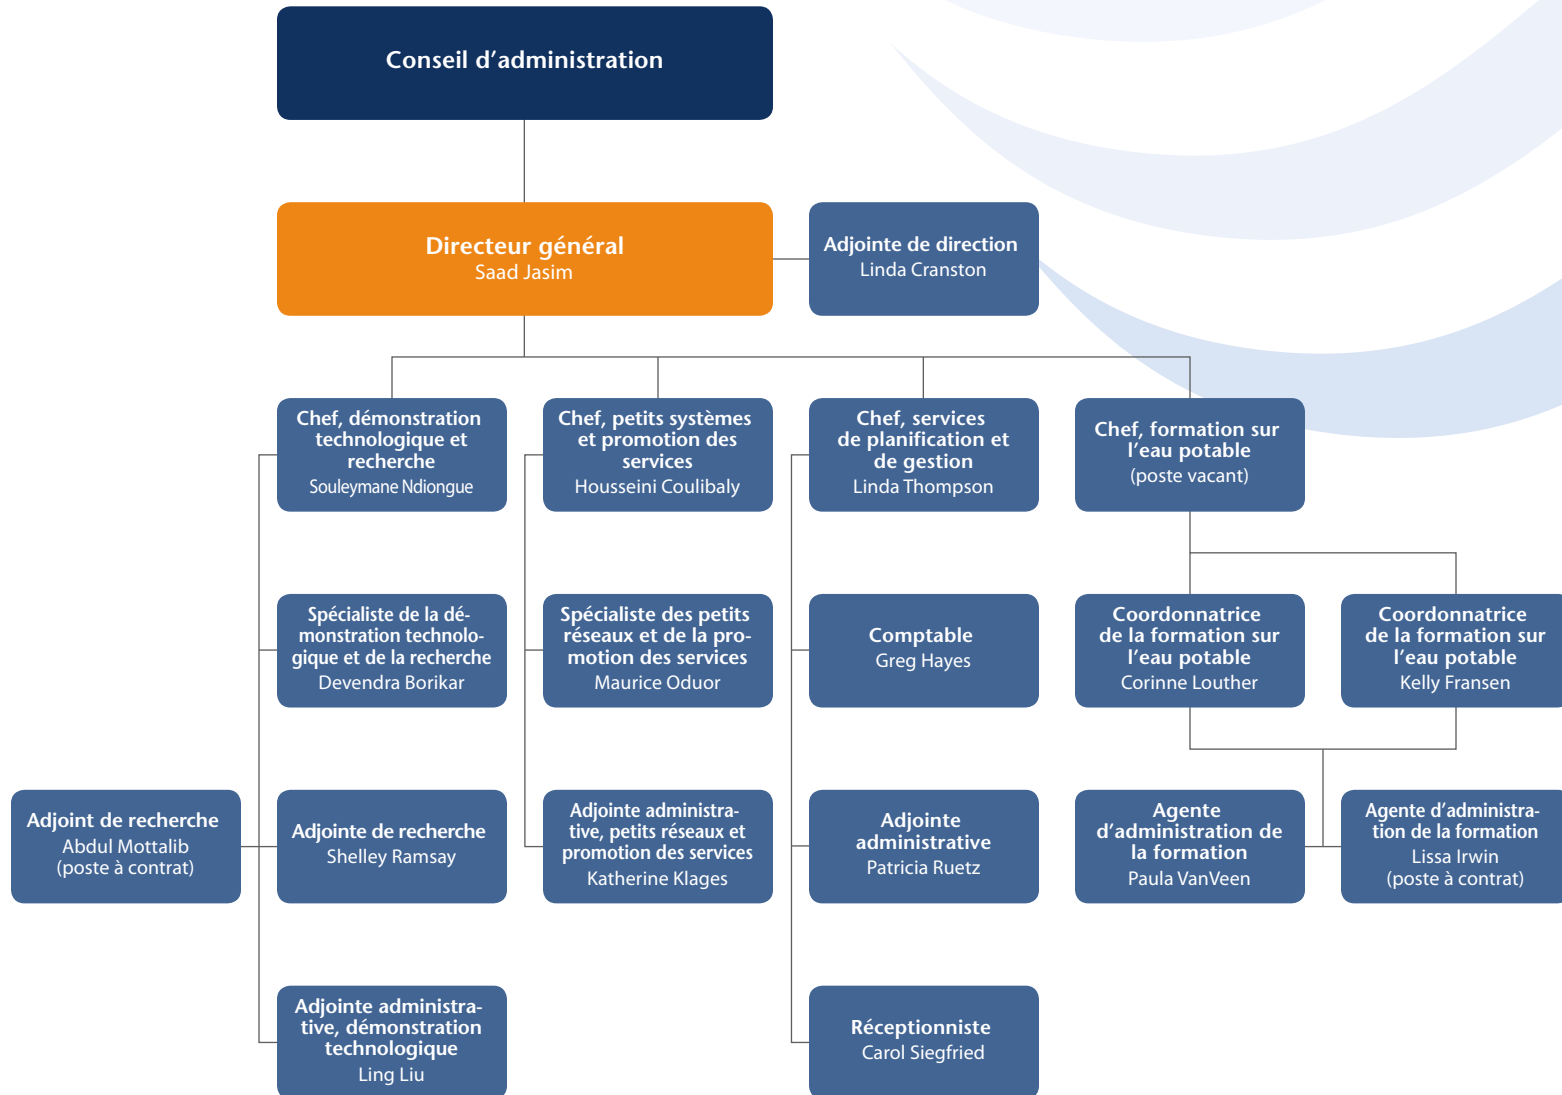 Conseil d’administration
Directeur général
Saad Jasim
Adjointe de direction
Linda Cranston
Chef, démonstration
technologique et
recherche
Souleymane Ndiongue
Chef, petits systèmes
et promotion des
services
Housseini Coulibaly
Chef, services
de planification et
de gestion
Linda Thompson
Chef, formation sur
l’eau potable
(poste vacant)
Spécialiste de la dé-
monstration technolo-
gique et de la recherche
Devendra Borikar
Spécialiste des petits
réseaux et de la pro-
motion des services
Maurice Oduor
Comptable
Greg Hayes
Coordonnatrice
de la formation sur
l’eau potable
Corinne Louther
Coordonnatrice
de la formation sur
l’eau potable
Kelly Fransen
Adjoint de recherche
Abdul Mottalib
(poste à contrat)
Adjointe de recherche
Shelley Ramsay
Adjointe administra-
tive, petits réseaux et
promotion des services
Katherine Klages
Adjointe
administrative
Patricia Ruetz
Agente
d’administration de
la formation
Paula VanVeen
Agente d’administra-
tion de la formation
Lissa Irwin
(poste à contrat)
Adjointe administra-
tive, démonstration
technologique
Ling Liu
Réceptionniste
Carol Siegfried